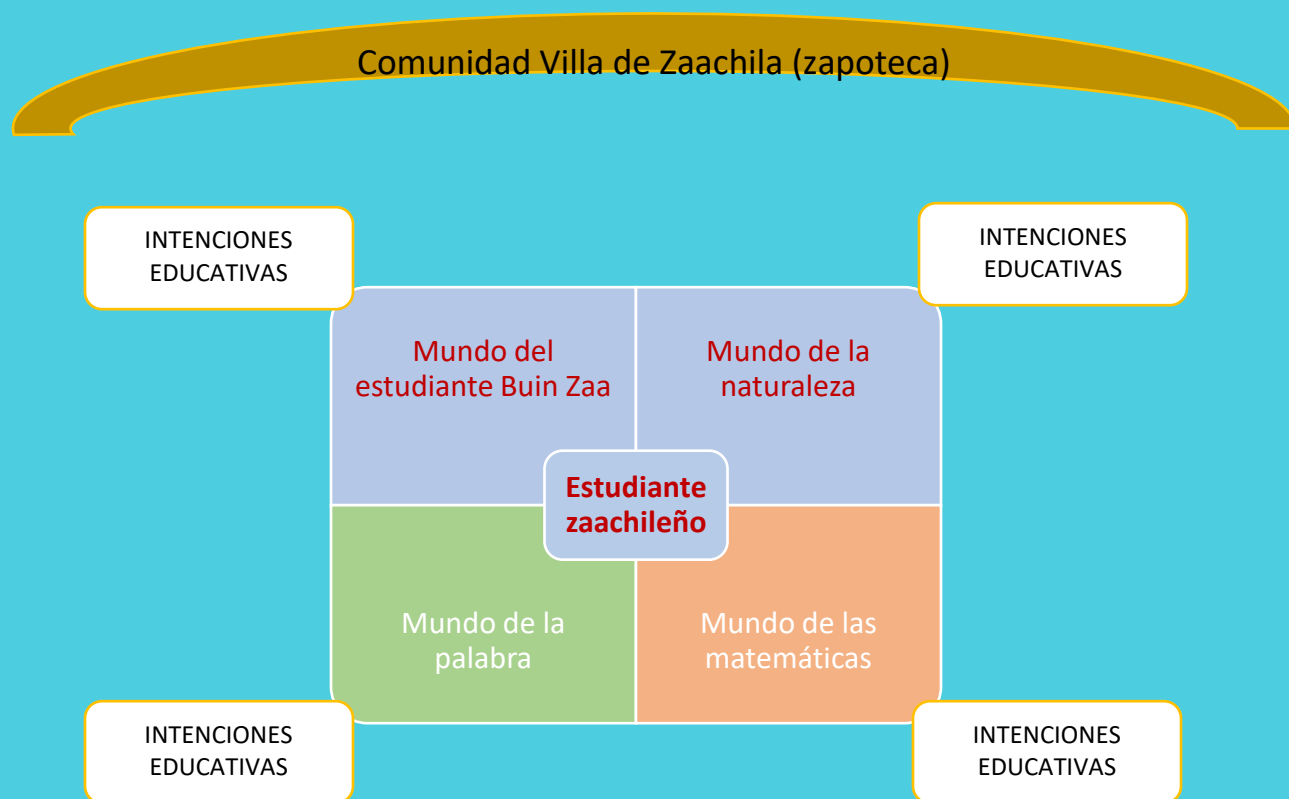 Comunidad Villa de Zaachila (zapoteca)
INTENCIONES
EDUCATIVAS
INTENCIONES
EDUCATIVAS
Mundo del
estudiante Buin Zaa
Mundo de la
naturaleza
Estudiante
zaachileño
Mundo de la
palabra
Mundo de las
matemáticas
INTENCIONES
EDUCATIVAS
INTENCIONES
EDUCATIVAS